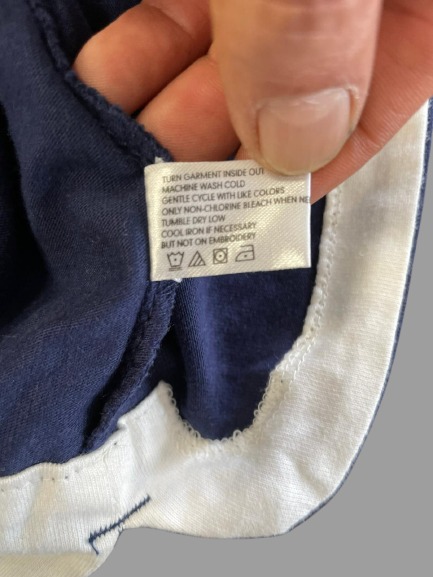 TURN GARMENT INSIDE OUT
MACHINE WASH COLD
GENTLE CYCLE WITH LIKE COLORS
ONLY NON-CHLORINE BLEACH WHEN
TUMBLE DRY LOW
COOL IRON IF NECESSARY
BUT NOT ON EMBROIDERY